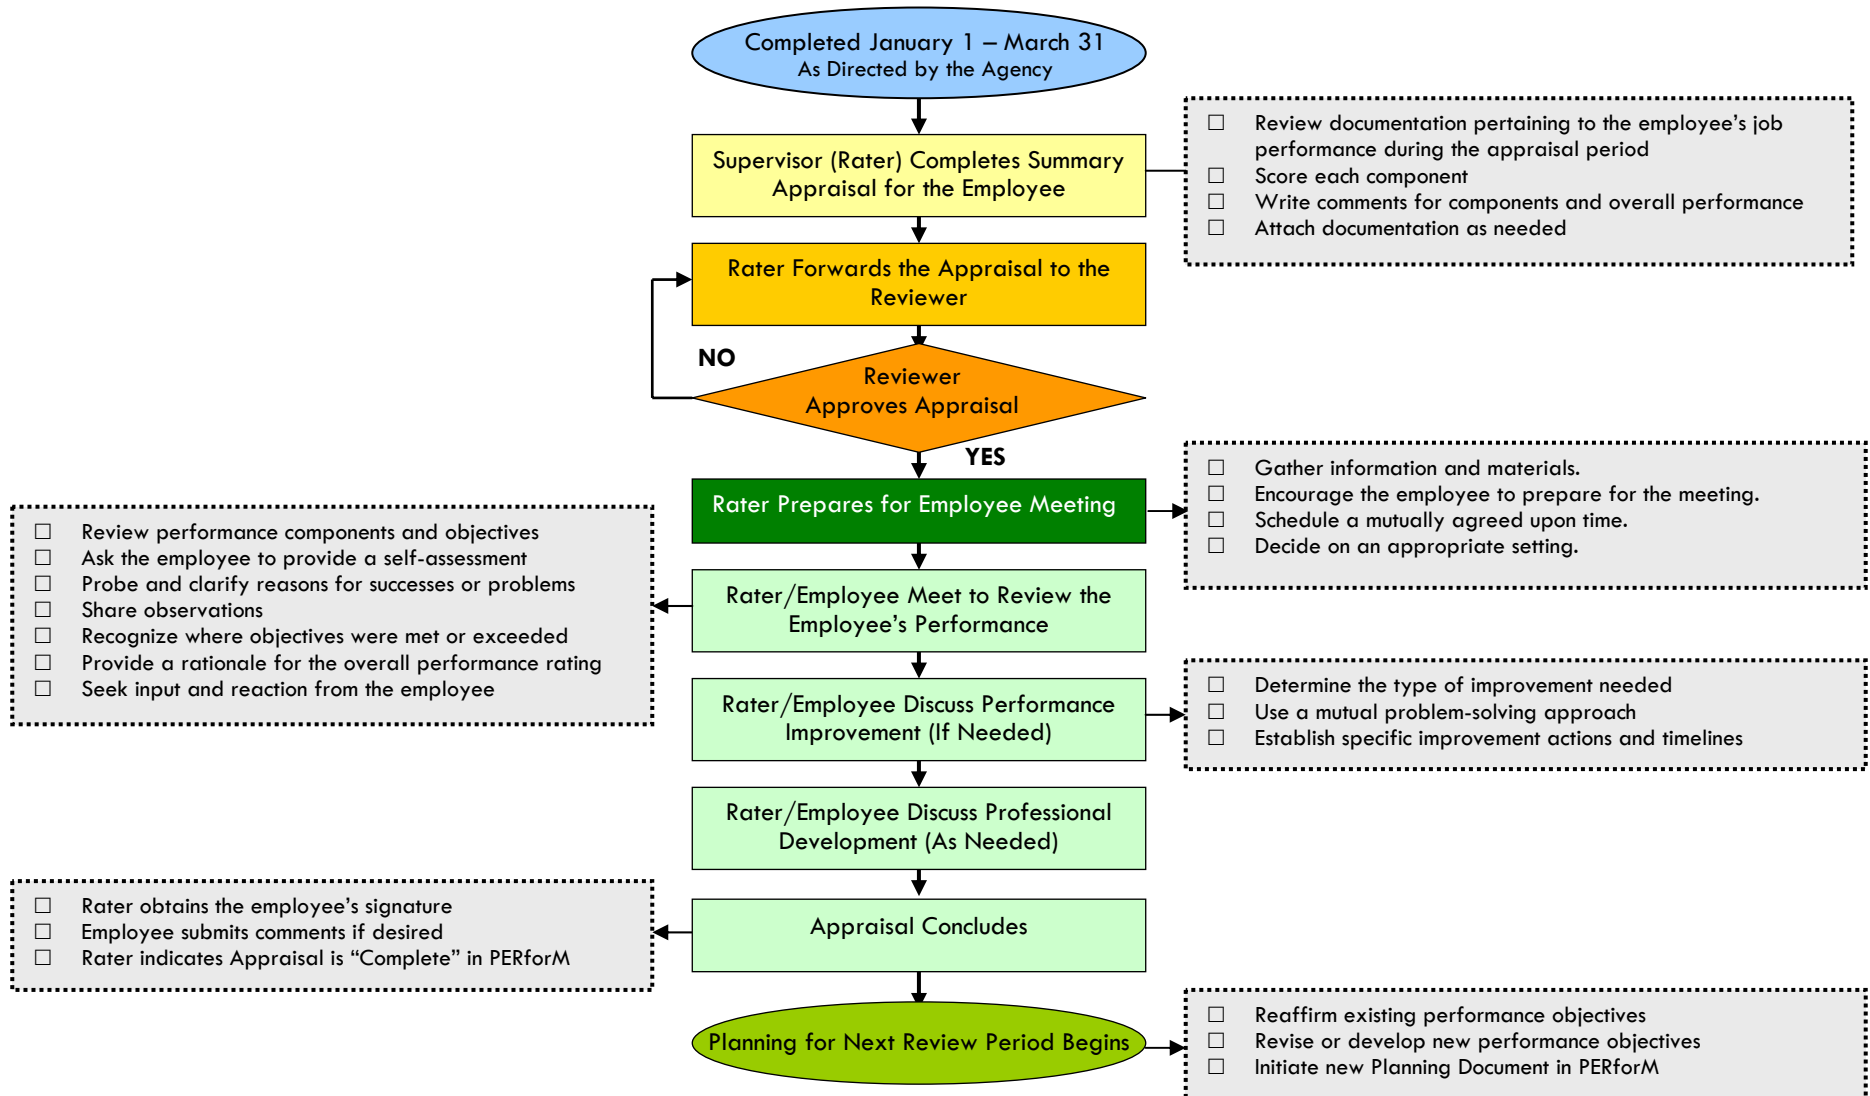 Completed January 1 – March 31
As Directed by the Agency
Supervisor (Rater) Completes Summary
Appraisal for the Employee
☐ Review documentation pertaining to the employee’s job
performance during the appraisal period
☐ Score each component
☐ Write comments for components and overall performance
☐ Attach documentation as needed
Rater Forwards the Appraisal to the
Reviewer
NO
Reviewer
Approves Appraisal
YES
Rater Prepares for Employee Meeting
☐ Gather information and materials.
☐ Encourage the employee to prepare for the meeting.
☐ Schedule a mutually agreed upon time.
☐ Decide on an appropriate setting.
☐ Review performance components and objectives
☐ Ask the employee to provide a self-assessment
☐ Probe and clarify reasons for successes or problems
☐ Share observations
☐ Recognize where objectives were met or exceeded
☐ Provide a rationale for the overall performance rating
☐ Seek input and reaction from the employee
Rater/Employee Meet to Review the
Employee’s Performance
Rater/Employee Discuss Performance
Improvement (If Needed)
☐ Determine the type of improvement needed
☐ Use a mutual problem-solving approach
☐ Establish specific improvement actions and timelines
Rater/Employee Discuss Professional
Development (As Needed)
☐ Rater obtains the employee’s signature
☐ Employee submits comments if desired
☐ Rater indicates Appraisal is “Complete” in PERforM
Appraisal Concludes
Planning for Next Review Period Begins
☐ Reaffirm existing performance objectives
☐ Revise or develop new performance objectives
☐ Initiate new Planning Document in PERforM